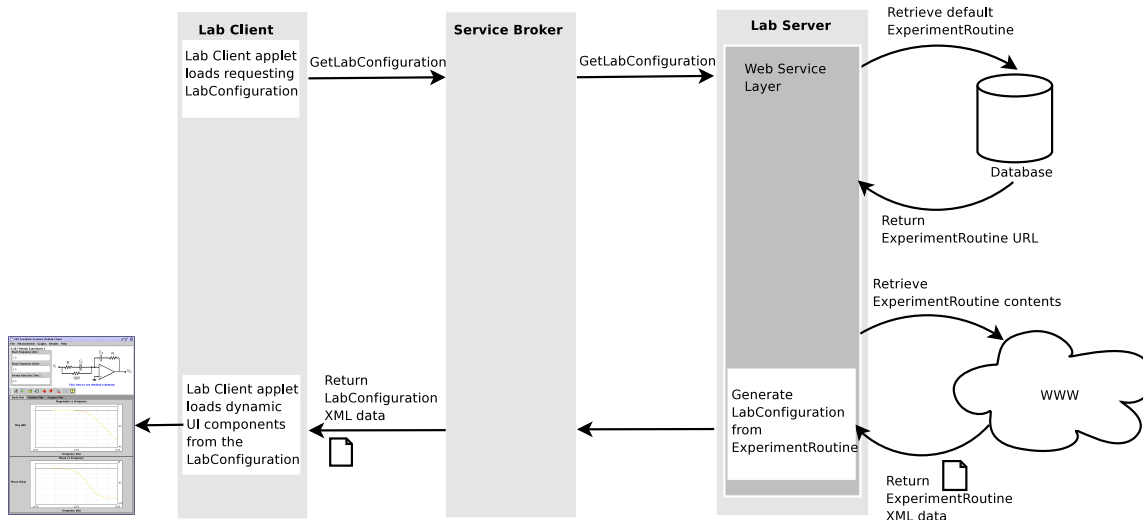 Lab Client
Service Broker
Lab Server
Retrieve default
ExperimentRoutine
Lab Client applet
loads requesting
LabConfiguration
GetLabConfiguration
GetLabConfiguration
Web Service
Layer
Database
Return
ExperimentRoutine URL
Retrieve
ExperimentRoutine contents
WWW
Lab Client applet
loads dynamic
UI components
from the
LabConfiguration
Return
LabConfiguration
XML data
Generate
LabConfiguration
from
ExperimentRoutine
Return
ExperimentRoutine
XML data